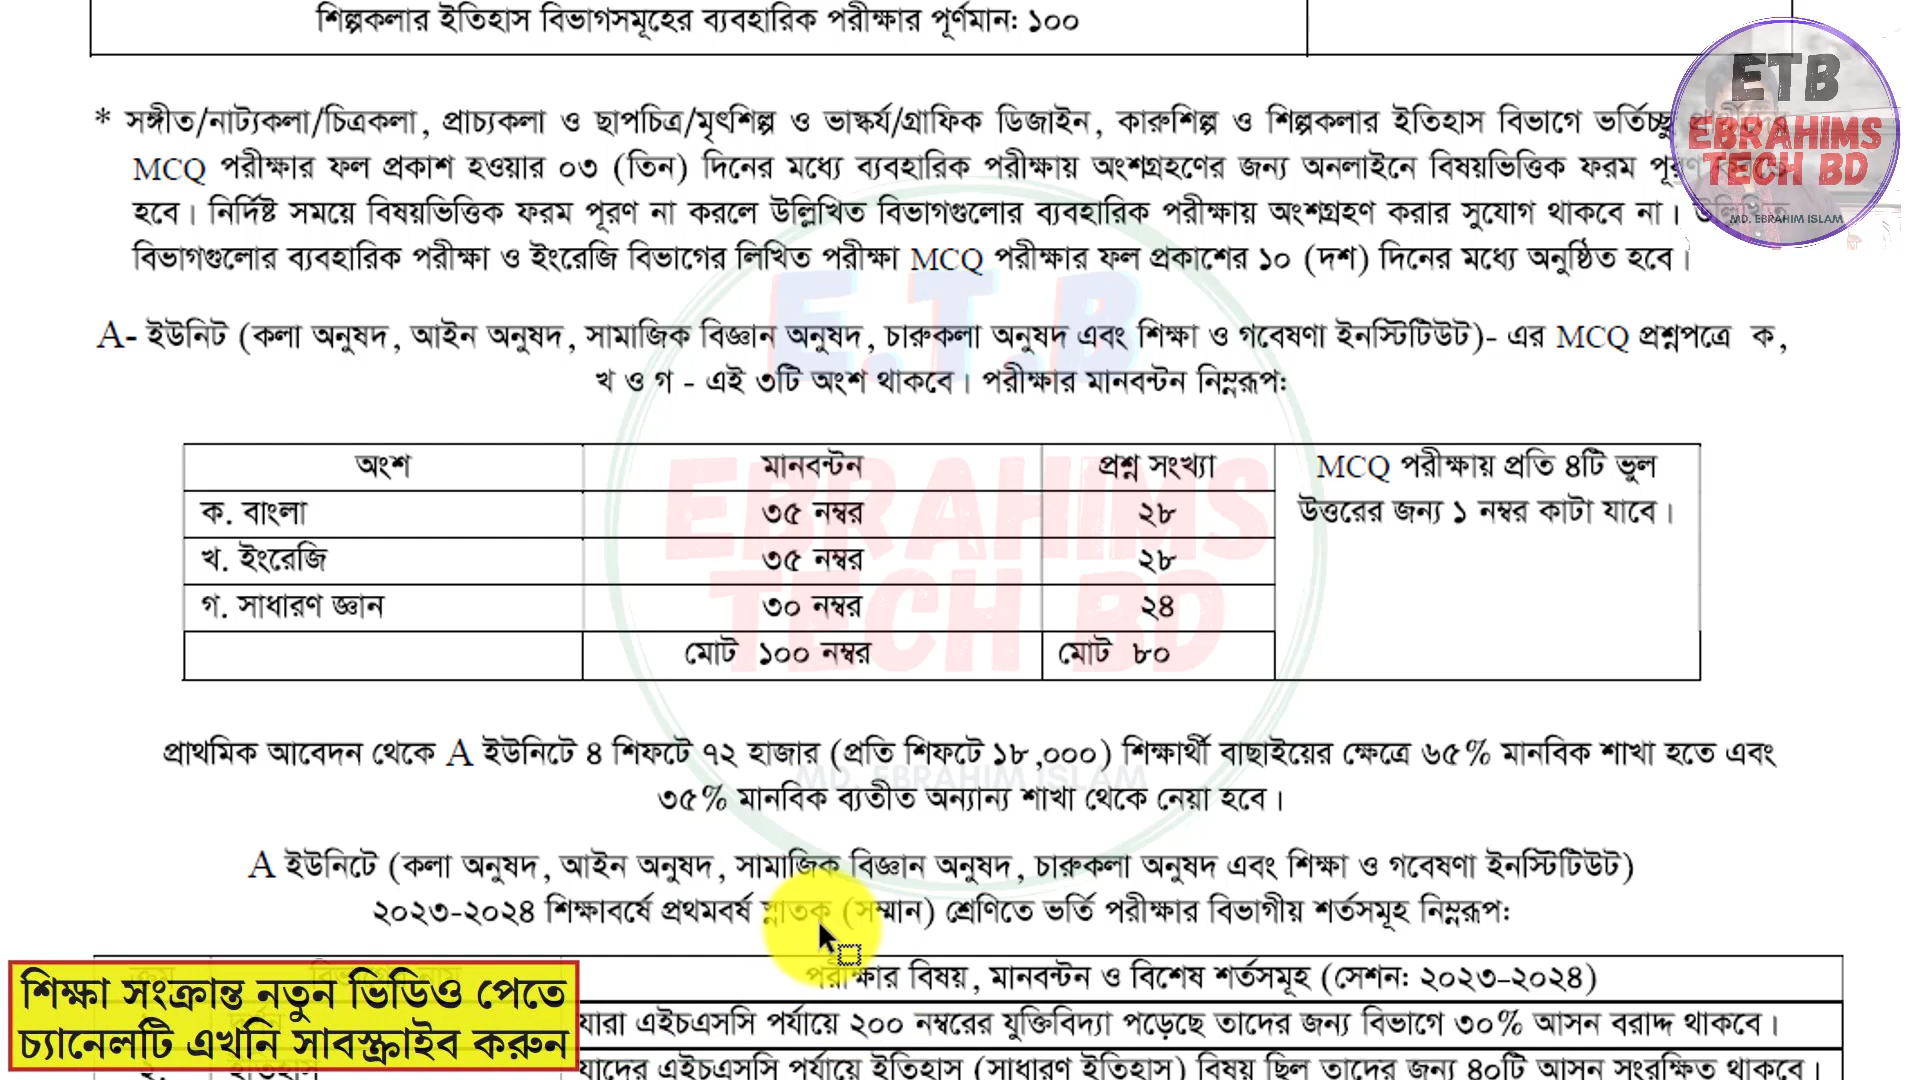 শিল্পকলার ইতিহাস বিভাগসমূহের ব্যবহারিক পরীক্ষার পূর্ণমান: ১০০
ETB
EBRAHIMS
TECH BD
MD. EBRAHIM ISLAM
* সঙ্গীত/নাট্যকলা/চিত্রকলা, প্রাচ্যকলা ও ছাপচিত্র/মৃৎশিল্প ও ভাস্কর্য/গ্রাফিক ডিজাইন, কারুশিল্প ও শিল্পকলার ইতিহাস বিভাগে ভর্তিচ্ছু
MCQ পরীক্ষার ফল প্রকাশ হওয়ার ০৩ (তিন) দিনের মধ্যে ব্যবহারিক পরীক্ষায় অংশগ্রহণের জন্য অনলাইনে বিষয়ভিত্তিক ফরম
হবে। নির্দিষ্ট সময়ে বিষয়ভিত্তিক ফরম পূরণ না করলে উল্লিখিত বিভাগগুলোর ব্যবহারিক পরীক্ষায় অংশগ্রহণ করার সুযোগ থাকবে না।
বিভাগগুলোর ব্যবহারিক পরীক্ষা ও ইংরেজি বিভাগের লিখিত পরীক্ষা MCQ পরীক্ষার ফল প্রকাশের ১০ (দশ) দিনের মধ্যে অনুষ্ঠিত হবে।
E.T.B
A- ইউনিট (কলা অনুষদ, আইন অনুষদ, সামাজিক বিজ্ঞান অনুষদ, চারুকলা অনুষদ এবং শিক্ষা ও গবেষণা ইনস্টিটিউট)- এর MCQ প্রশ্নপত্রে ক,
খ ও গ - এই ৩টি অংশ থাকবে। পরীক্ষার মানবন্টন নিম্নরূপ:
অংশ মানবন্টন প্রশ্ন সংখ্যা MCQ পরীক্ষায় প্রতি ৪টি ভুল
ক. বাংলা ৩৫ নম্বর ২৮ উত্তরের জন্য ১ নম্বর কাটা যাবে।
খ. ইংরেজি ৩৫ নম্বর ২৮
গ. সাধারণ জ্ঞান ৩০ নম্বর ২৪
মোট ১০০ নম্বর মোট ৮০
EBRAHIMS
TECH BD
MD. EBRAHIM ISLAM
প্রাথমিক আবেদন থেকে A ইউনিটে ৪ শিফটে ৭২ হাজার (প্রতি শিফটে ১৮,০০০) শিক্ষার্থী বাছাইয়ের ক্ষেত্রে ৬৫% মানবিক শাখা হতে এবং
৩৫% মানবিক ব্যতীত অন্যান্য শাখা থেকে নেয়া হবে।
A ইউনিটে (কলা অনুষদ, আইন অনুষদ, সামাজিক বিজ্ঞান অনুষদ, চারুকলা অনুষদ এবং শিক্ষা ও গবেষণা ইনস্টিটিউট)
২০২৩-২০২৪ শিক্ষাবর্ষে প্রথমবর্ষ স্নাতক (সম্মান) শ্রেণিতে ভর্তি পরীক্ষার বিভাগীয় শর্তসমূহ নিম্নরূপ:
পরীক্ষার বিষয়, মানবন্টন ও বিশেষ শর্তসমূহ (সেশন: ২০২৩-২০২৪)
যারা এইচএসসি পর্যায়ে ২০০ নম্বরের যুক্তিবিদ্যা পড়েছে তাদের জন্য বিভাগে ৩০% আসন বরাদ্দ থাকবে।
২. ইতিহাস যাদের এইচএসসি পর্যায়ে ইতিহাস (সাধারণ ইতিহাস) বিষয় ছিল তাদের জন্য ৪০টি আসন সংরক্ষিত থাকবে।
শিক্ষা সংক্রান্ত নতুন ভিডিও পেতে
চ্যানেলটি এখনি সাবস্ক্রাইব করুন